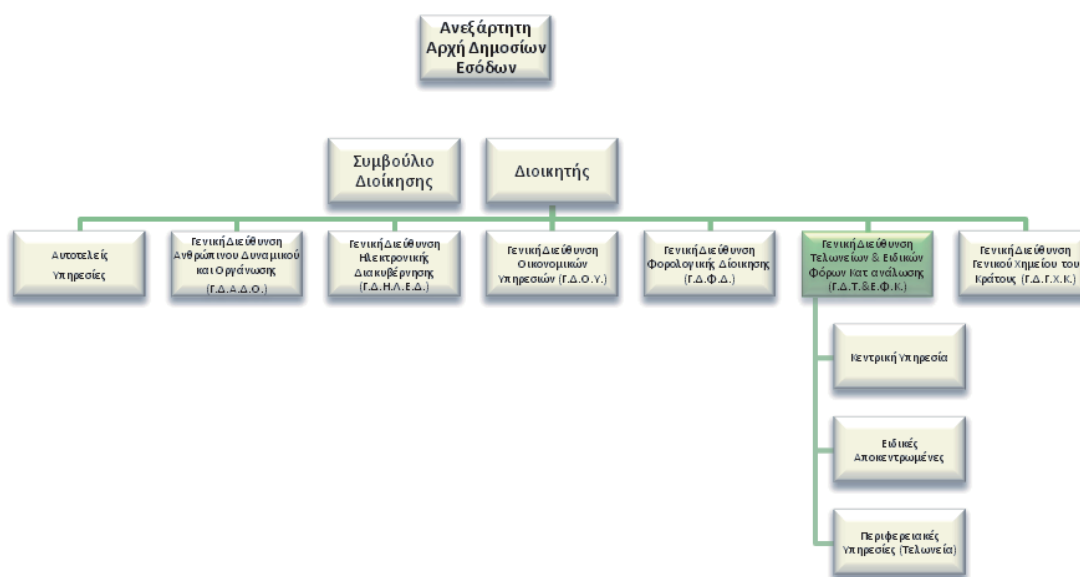 Ανεξάρτητη
Αρχή Δημοσίων
Εσόδων
Συμβούλιο
Διοίκησης
Διοικητής
Αυτοτελείς
Υπηρεσίες
Γενική Διεύθυνση
Ανθρώπινου Δυναμικού
και Οργάνωσης
(Γ.Δ.Α.Δ.Ο.)
Γενική Διεύθυνση
Ηλεκτρονικής
Διακυβέρνησης
(Γ.Δ.Η.Λ.Ε.Δ.)
Γενική Διεύθυνση
Οικονομικών
Υπηρεσιών (Γ.Δ.Ο.Υ.)
Γενική Διεύθυνση
Φορολογικής Διοίκησης
(Γ.Δ.Φ.Δ.)
Γενική Διεύθυνση
Τελωνείων & Ειδικών
Φόρων Κατανάλωσης
(Γ.Δ.Τ.&Ε.Φ.Κ.)
Γενική Διεύθυνση
Γενικού Χημείου του
Κράτους (Γ.Δ.Γ.Χ.Κ.)
Κεντρική Υπηρεσία
Ειδικές
Αποκεντρωμένες
Περιφερειακές
Υπηρεσίες (Τελωνεία)